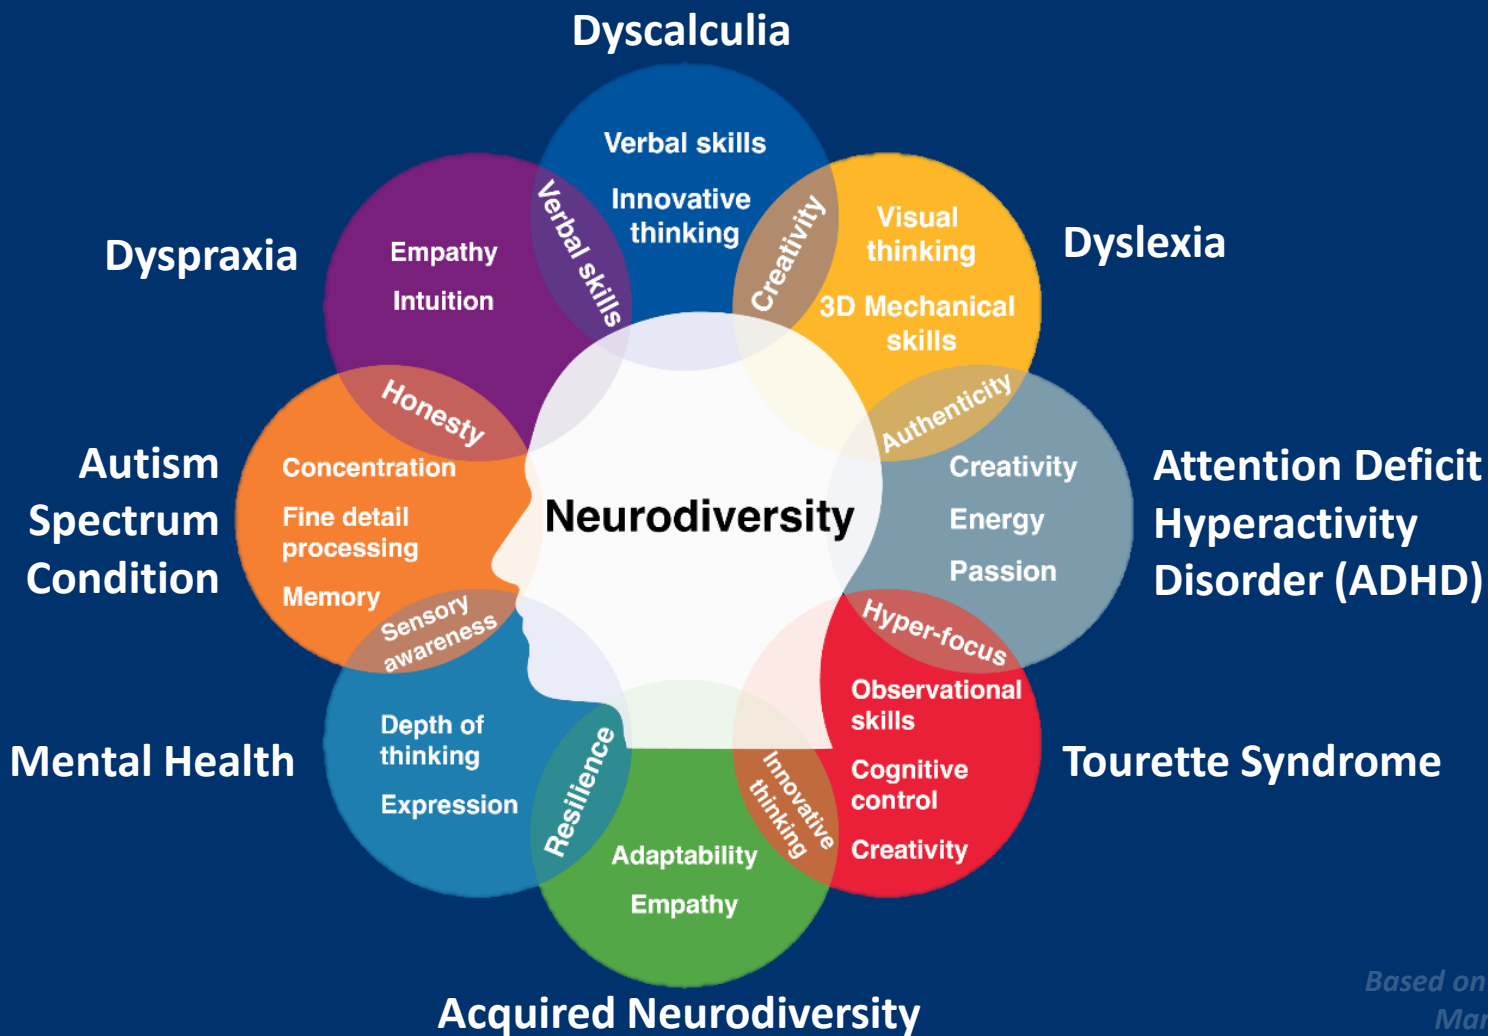 Dyscalculia
Verbal skills
Innovative
thinking
Verbal skills
Creativity
Dyslexia
Visual
thinking
3D Mechanical
skills
Authenticity
Attention Deficit
Hyperactivity
Disorder (ADHD)
Creativity
Energy
Passion
Hyper-focus
Tourette Syndrome
Observational
skills
Cognitive
control
Creativity
Innovative
thinking
Acquired Neurodiversity
Adaptability
Empathy
Resilience
Mental Health
Depth of
thinking
Expression
Sensory
awareness
Autism
Spectrum
Condition
Concentration
Fine detail
processing
Memory
Honesty
Dyspraxia
Empathy
Intuition
Neurodiversity
Based on